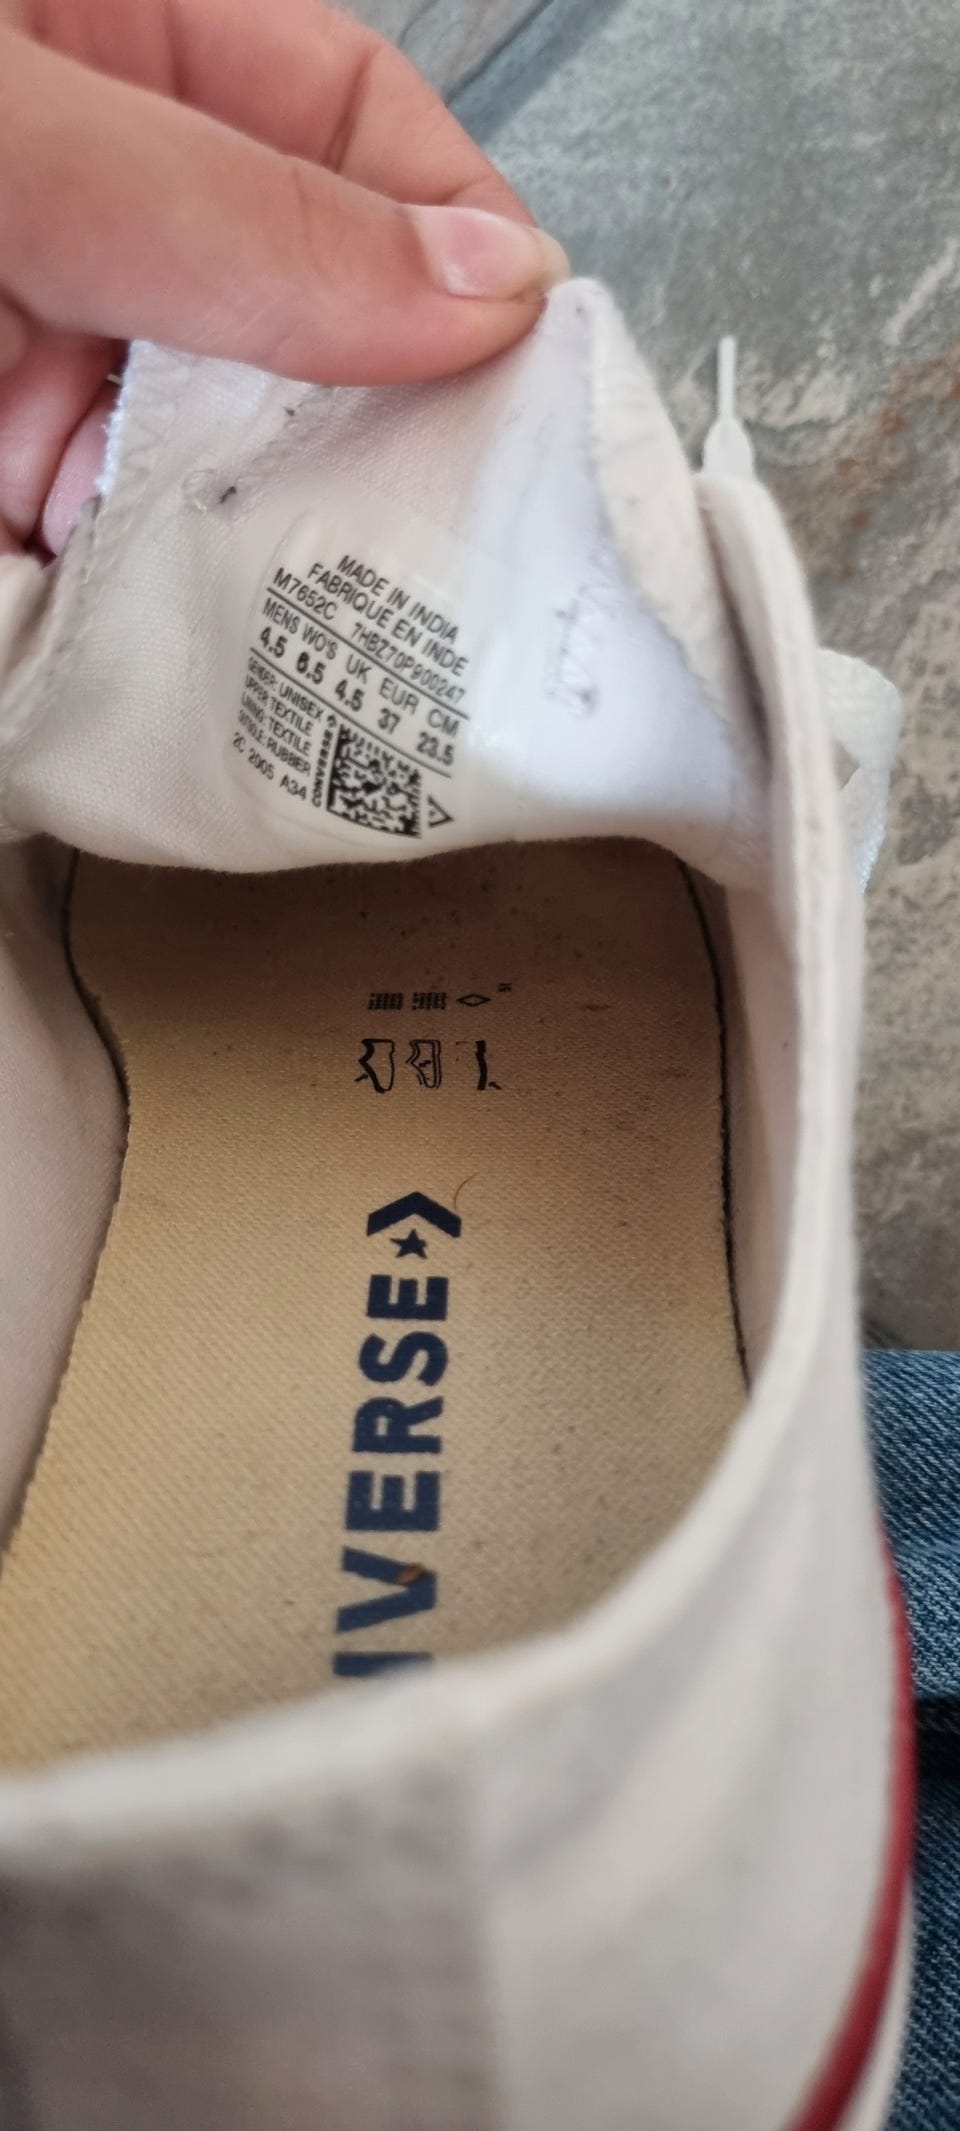 MADE IN INDIA
FABRIQUE EN INDE
M7652C 7HBZ70P900247
MENS WO'S UK EUR CM
4.5 6.5 4.5 37 23.5
GENDER: UNISEX
UPPER: TEXTILE
LINING: TEXTILE
OUTSOLE: RUBBER
2C 2005 A34
CONVERSE
VERSE